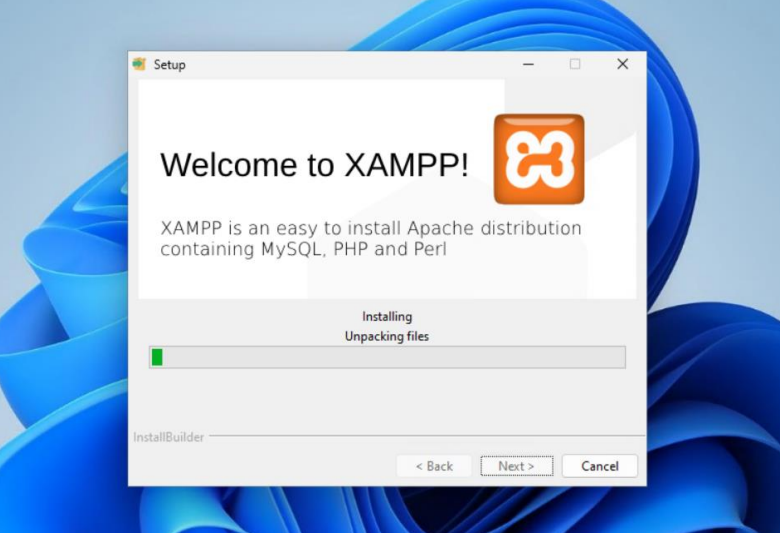 Setup
Welcome to XAMPP!
XAMPP is an easy to install Apache distribution
containing MySQL, PHP and Perl
Installing
Unpacking files
InstallBuilder
< Back
Next >
Cancel